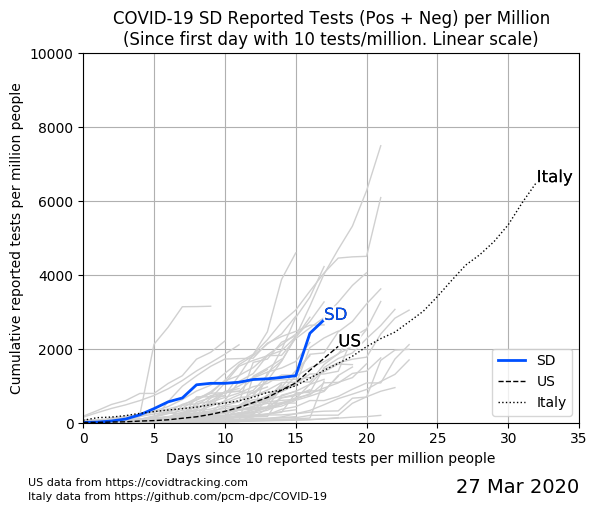 COVID-19 SD Reported Tests (Pos + Neg) per Million
(Since first day with 10 tests/million. Linear scale)
Cumulative reported tests per million people
10000
8000
6000
4000
2000
0
Italy
SD
US
SD
US
Italy
0 5 10 15 20 25 30 35
Days since 10 reported tests per million people
US data from https://covidtracking.com
Italy data from https://github.com/pcm-dpc/COVID-19
27 Mar 2020